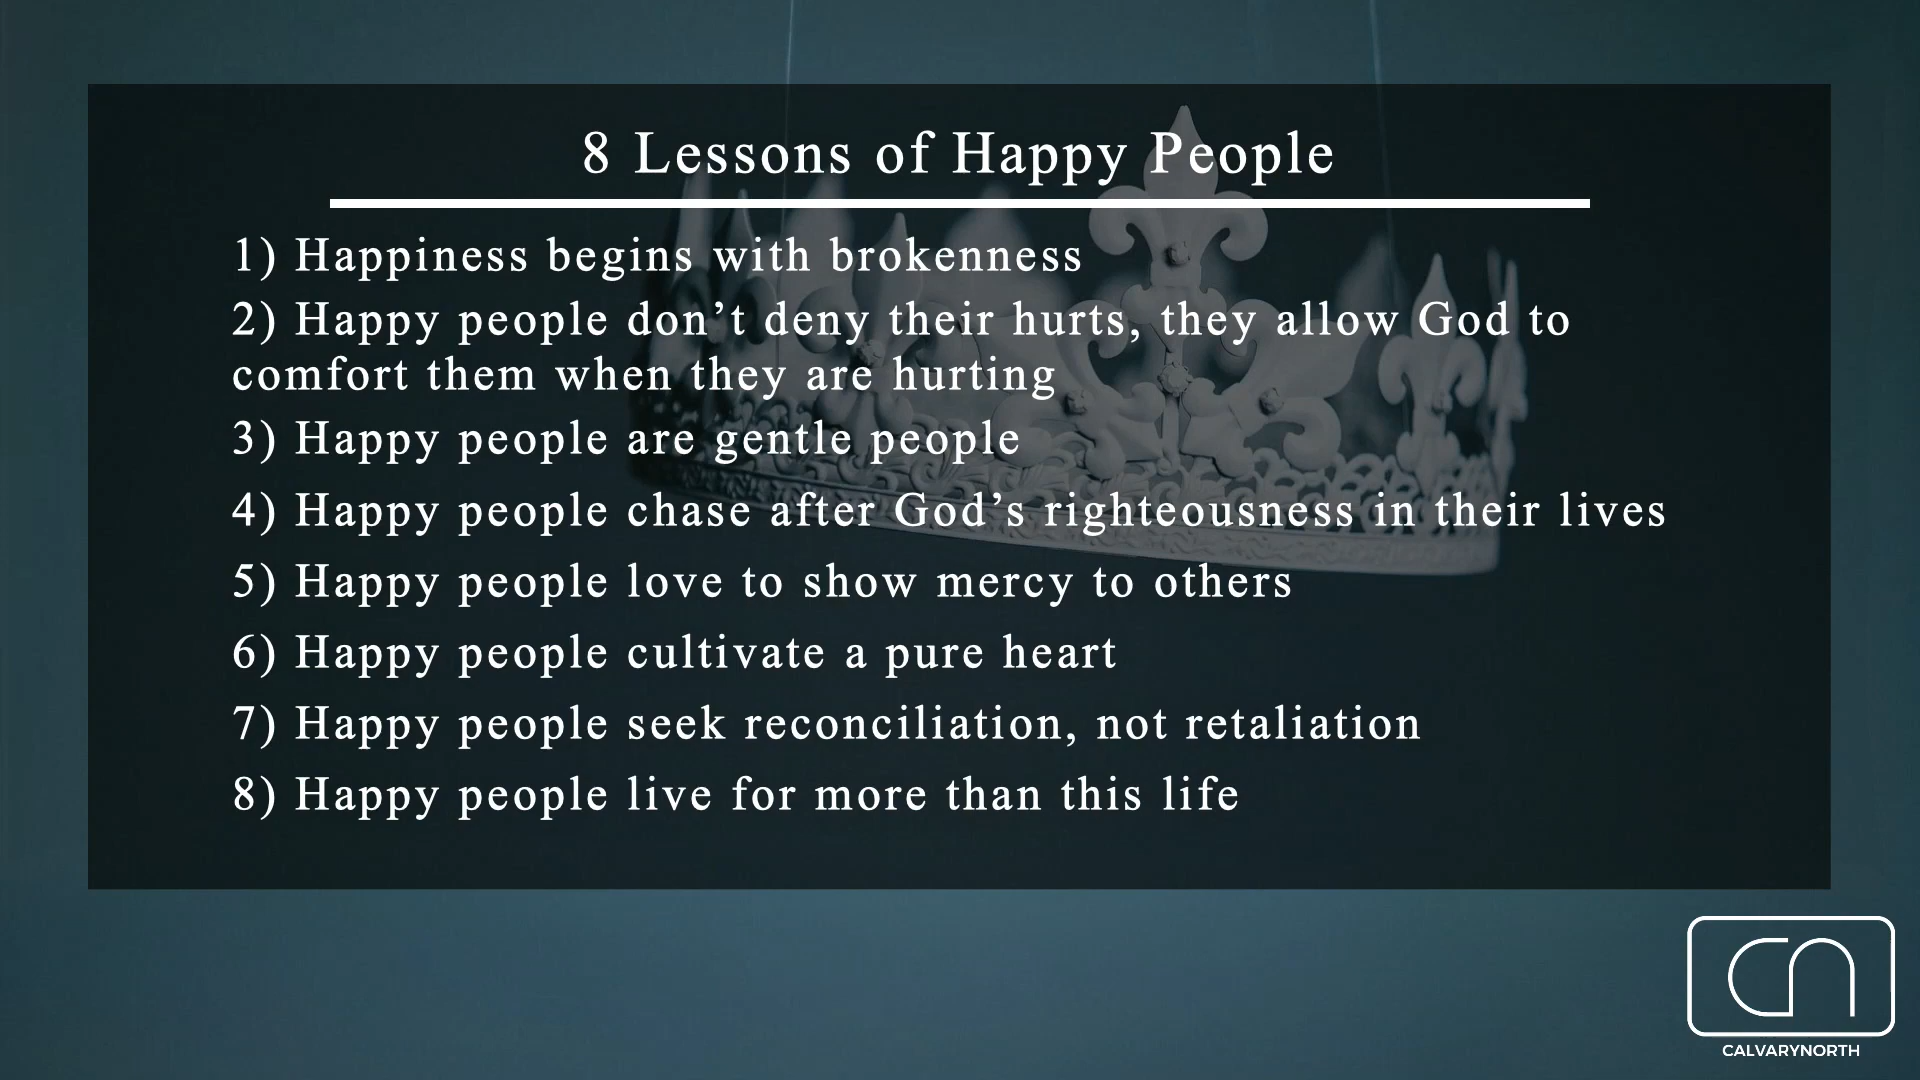 8 Lessons of Happy People
1) Happiness begins with brokenness
2) Happy people don’t deny their hurts, they allow God to
comfort them when they are hurting
3) Happy people are gentle people
4) Happy people chase after God’s righteousness in their lives
5) Happy people love to show mercy to others
6) Happy people cultivate a pure heart
7) Happy people seek reconciliation, not retaliation
8) Happy people live for more than this life
cn
CALVARYNORTH